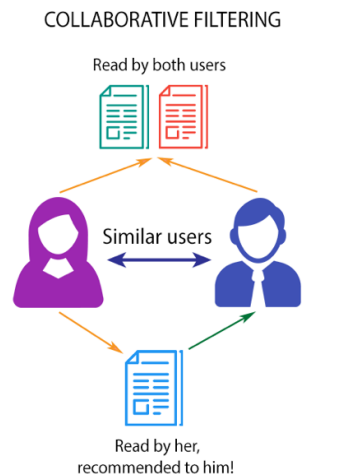 COLLABORATIVE FILTERING
Read by both users
Similar users
Read by her,
recommended to him!